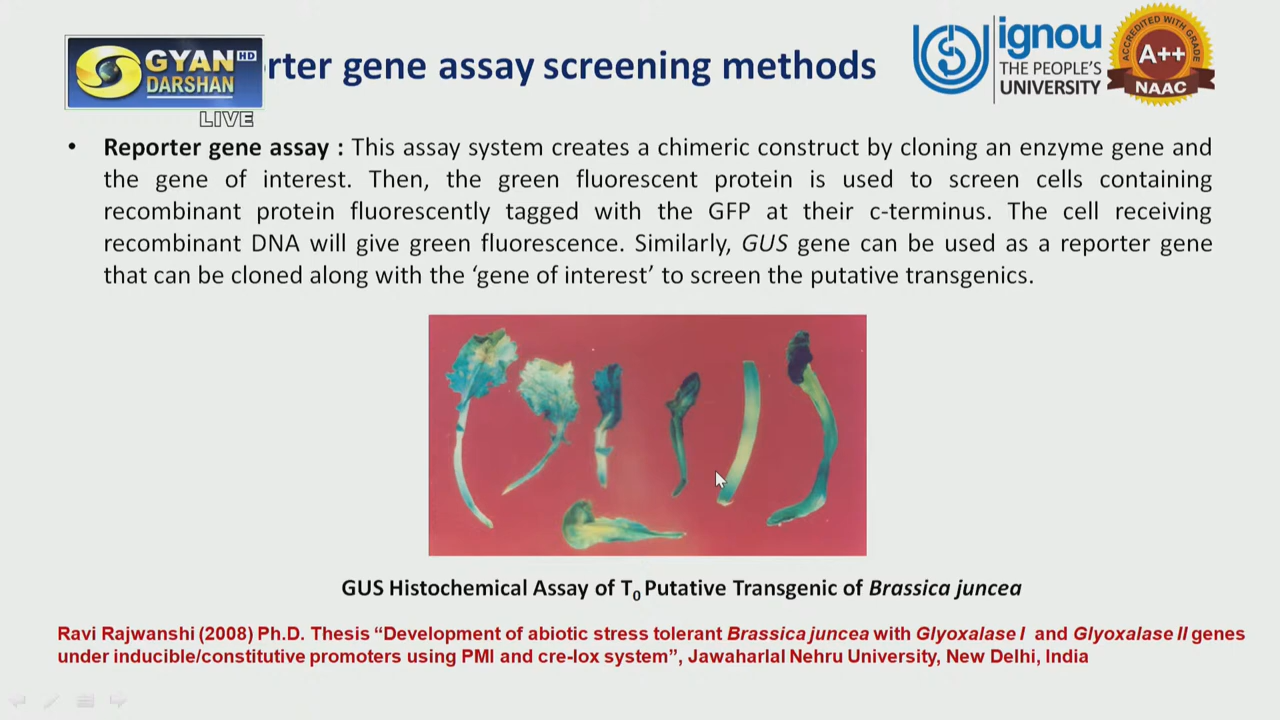 GYAN HD
DARSHAN
LIVE
rter gene assay screening methods
ignou
THE PEOPLE'S
UNIVERSITY
ACCREDITED WITH GRADE
A++
NAAC
• Reporter gene assay : This assay system creates a chimeric construct by cloning an enzyme gene and
the gene of interest. Then, the green fluorescent protein is used to screen cells containing
recombinant protein fluorescently tagged with the GFP at their c-terminus. The cell receiving
recombinant DNA will give green fluorescence. Similarly, GUS gene can be used as a reporter gene
that can be cloned along with the ‘gene of interest’ to screen the putative transgenics.
GUS Histochemical Assay of T0 Putative Transgenic of Brassica juncea
Ravi Rajwanshi (2008) Ph.D. Thesis “Development of abiotic stress tolerant Brassica juncea with Glyoxalase I and Glyoxalase II genes
under inducible/constitutive promoters using PMI and cre-lox system”, Jawaharlal Nehru University, New Delhi, India